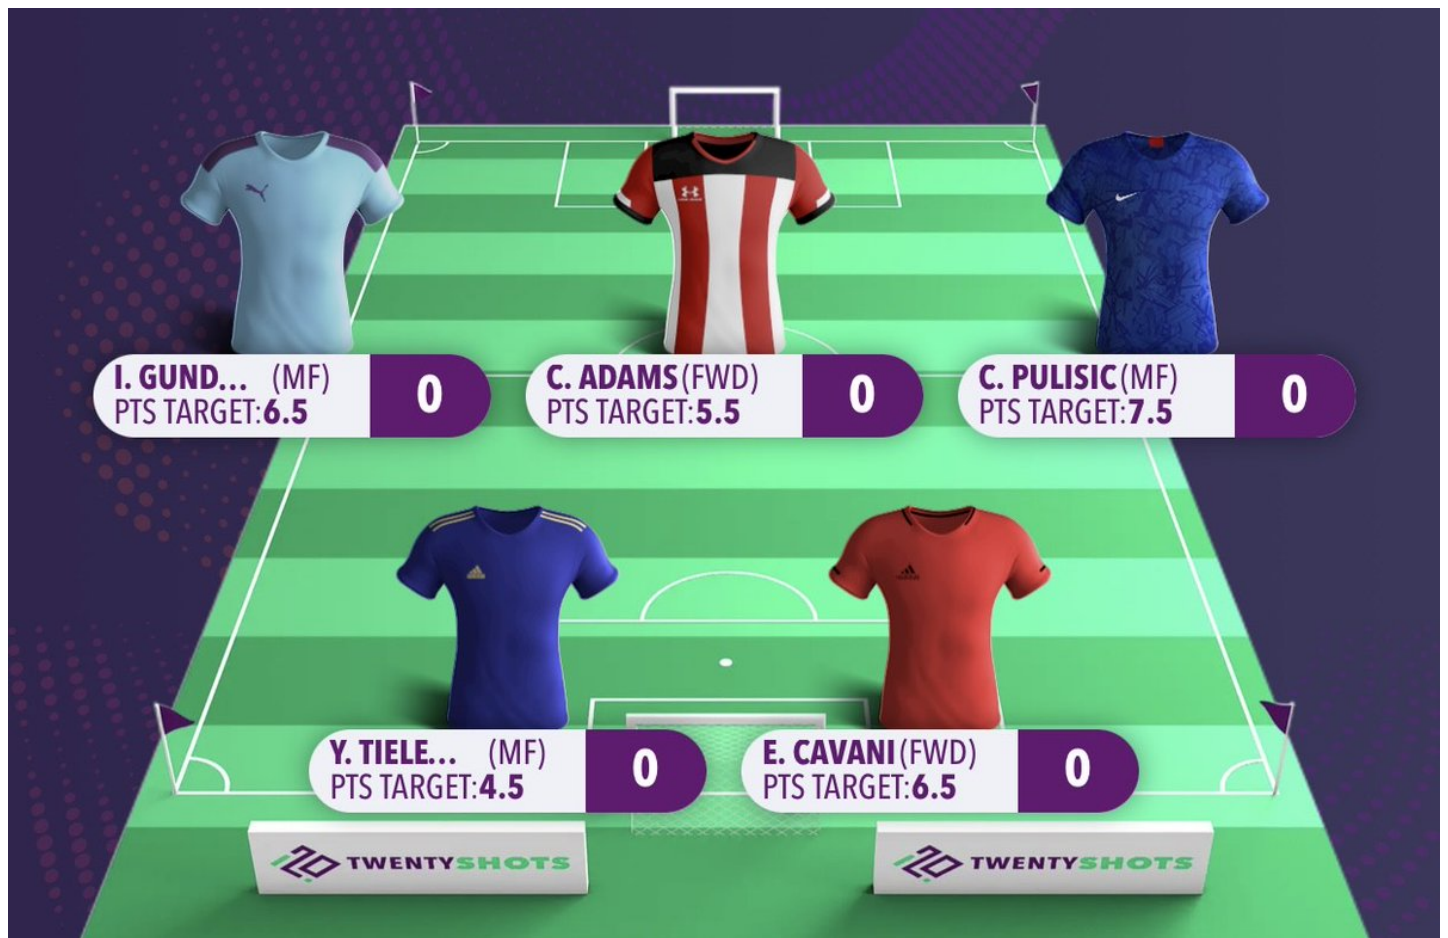 I. GUND... (MF)
PTS TARGET:6.5
0
C. ADAMS (FWD)
PTS TARGET:5.5
0
C. PULISIC (MF)
PTS TARGET:7.5
0
Y. TIELE... (MF)
PTS TARGET:4.5
0
E. CAVANI (FWD)
PTS TARGET:6.5
0
TWENTYSHOTS
TWENTYSHOTS